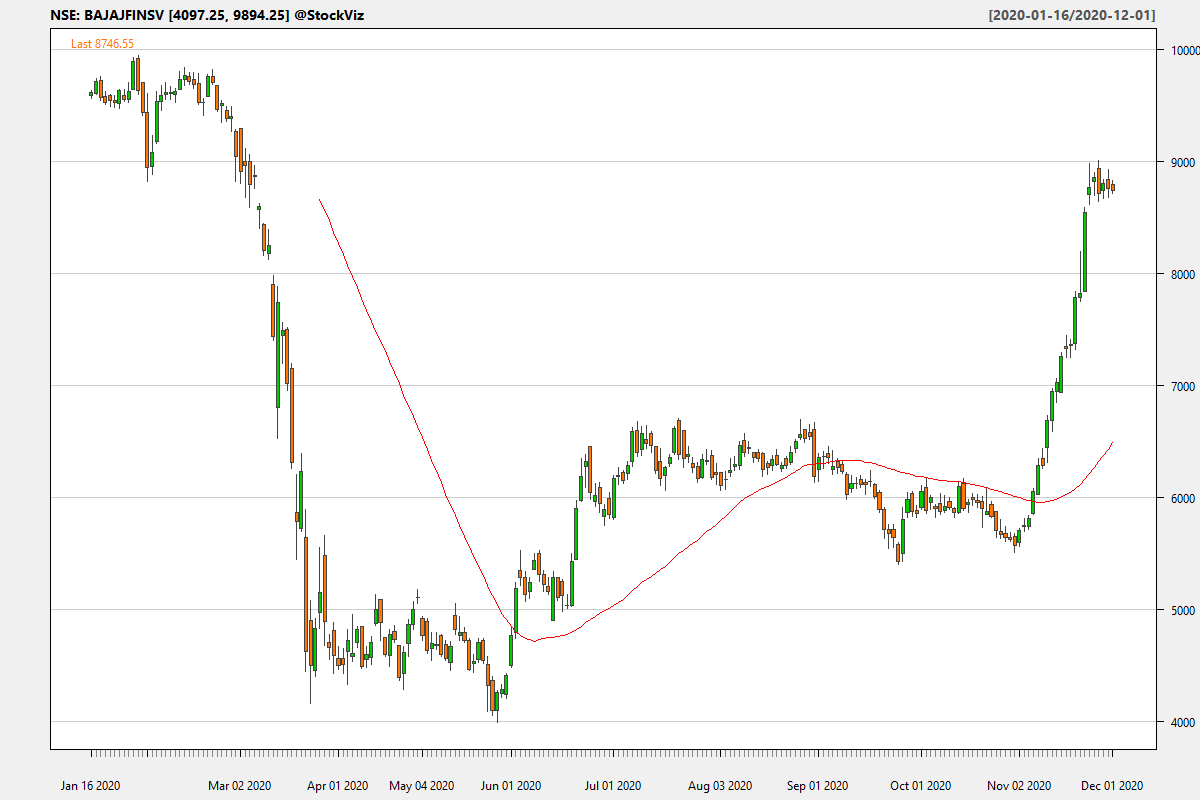 NSE: BAJAJFINSV [4097.25, 9894.25] @StockViz [2020-01-16/2020-12-01]
Last 8746.55
10000
9000
8000
7000
6000
5000
4000
Jan 16 2020 Mar 02 2020 Apr 01 2020 May 04 2020 Jun 01 2020 Jul 01 2020 Aug 03 2020 Sep 01 2020 Oct 01 2020 Nov 02 2020 Dec 01 2020